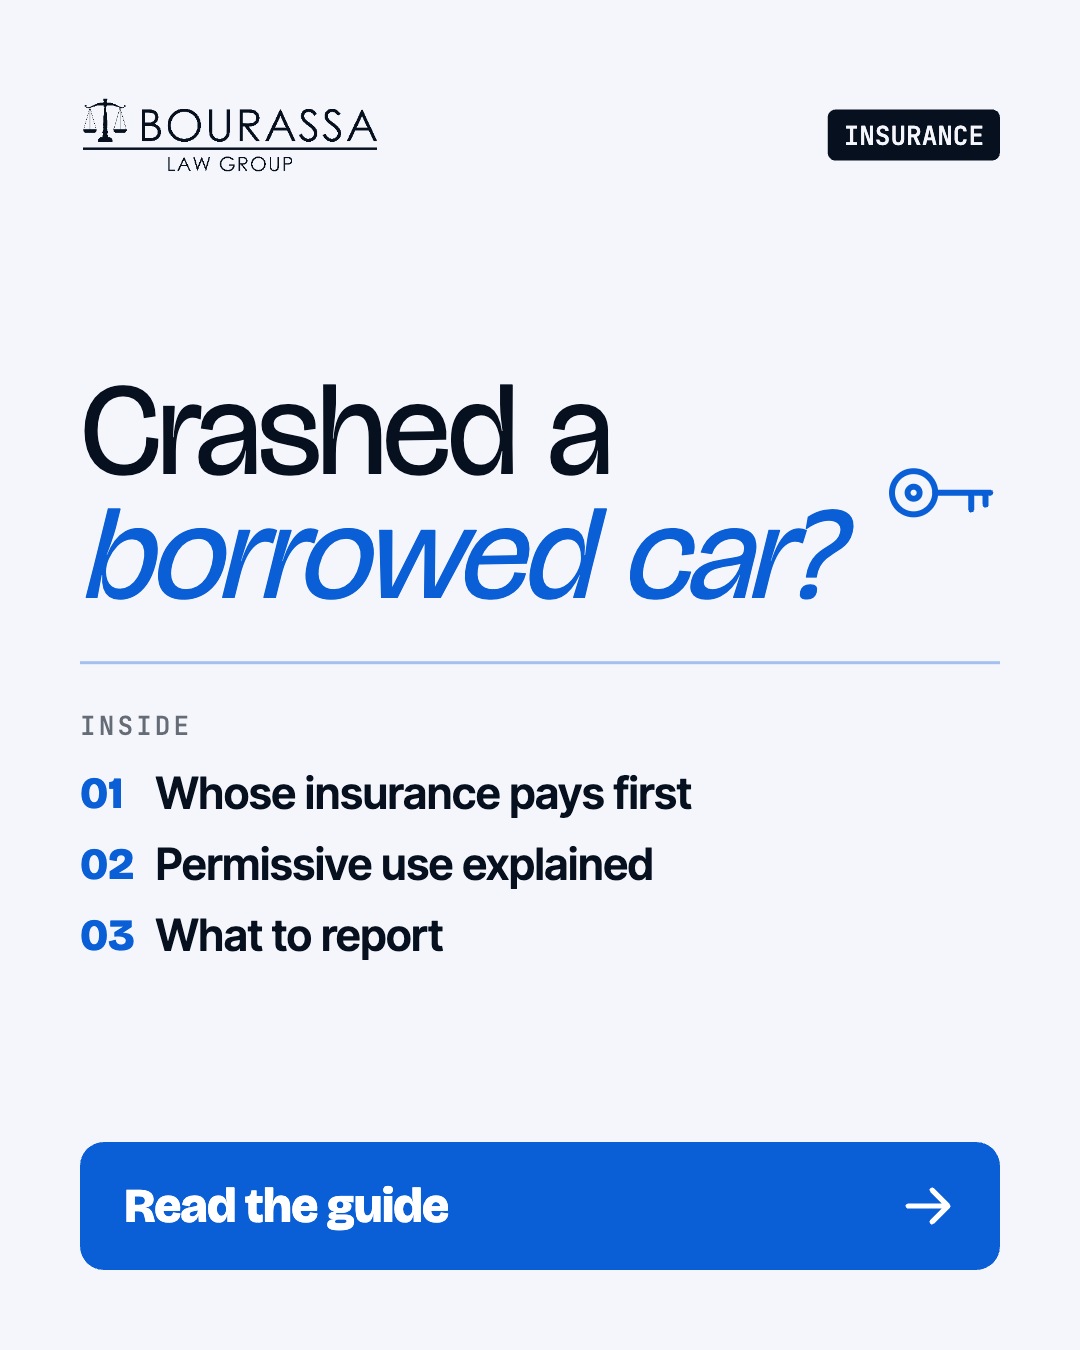 BOURASSA
LAW GROUP
INSURANCE
Crashed a
borrowed car?
INSIDE
01 Whose insurance pays first
02 Permissive use explained
03 What to report
Read the guide